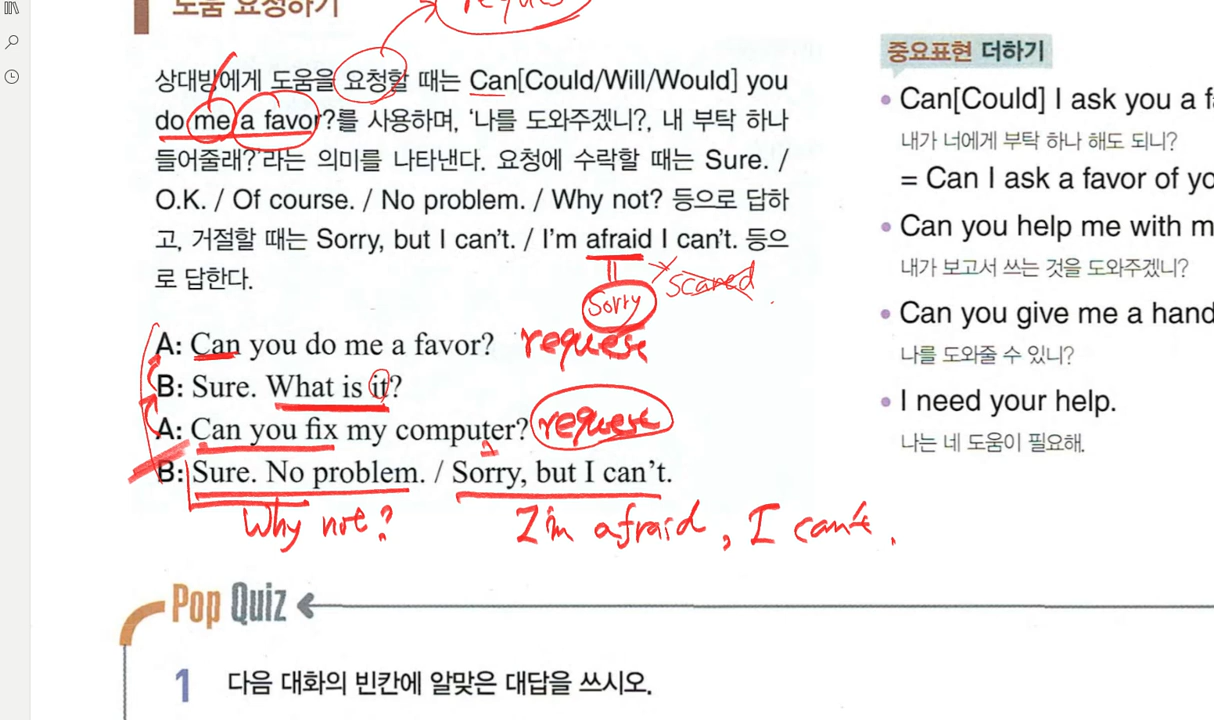 도움 요청하기
상대방에게 도움을 요청할 때는 Can[Could/Will/Would] you
do me a favor?를 사용하며, ‘나를 도와주겠니?, 내 부탁 하나
들어줄래?’라는 의미를 나타낸다. 요청에 수락할 때는 Sure. /
O.K. / Of course. / No problem. / Why not? 등으로 답하
고, 거절할 때는 Sorry, but I can't. / I'm afraid I can't. 등으
로 답한다.
Sorry
scared
A: Can you do me a favor? request
B: Sure. What is it?
A: Can you fix my computer? request
B: Sure. No problem. / Sorry, but I can't.
Why not?
I'm afraid, I can't.
중요표현 더하기
Can[Could] I ask you a f
내가 너에게 부탁 하나 해도 되니?
= Can I ask a favor of yo
Can you help me with m
내가 보고서 쓰는 것을 도와주겠니?
Can you give me a hand
나를 도와줄 수 있니?
I need your help.
나는 네 도움이 필요해.
Pop Quiz
1 다음 대화의 빈칸에 알맞은 대답을 쓰시오.